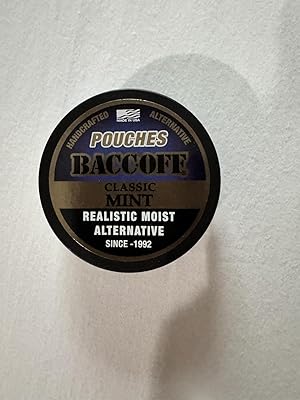 MADE IN USA
HANDCRAFTED ALTERNATIVE
POUCHES
BACCOFF
CLASSIC
MINT
REALISTIC MOIST
ALTERNATIVE
SINCE -1992